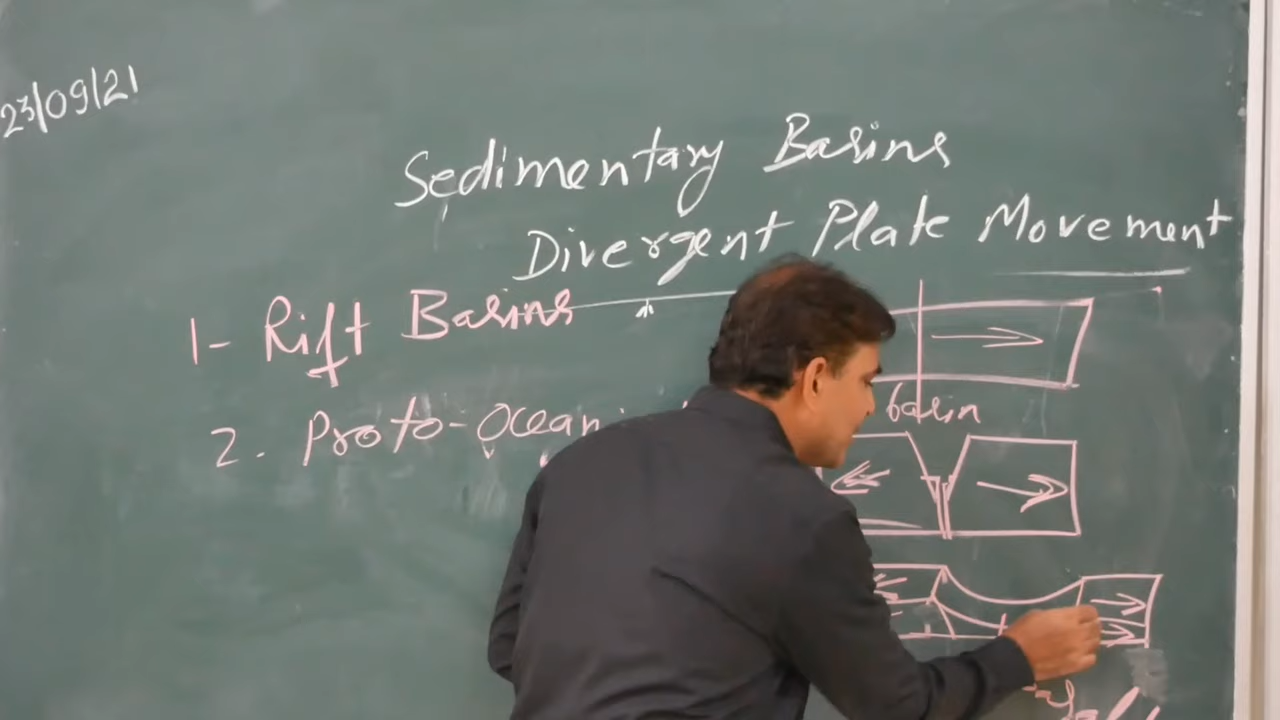 23/09/21
Sedimentary Basins
Divergent Plate Movement
1- Rift Basins
2. Proto-Ocean
basin